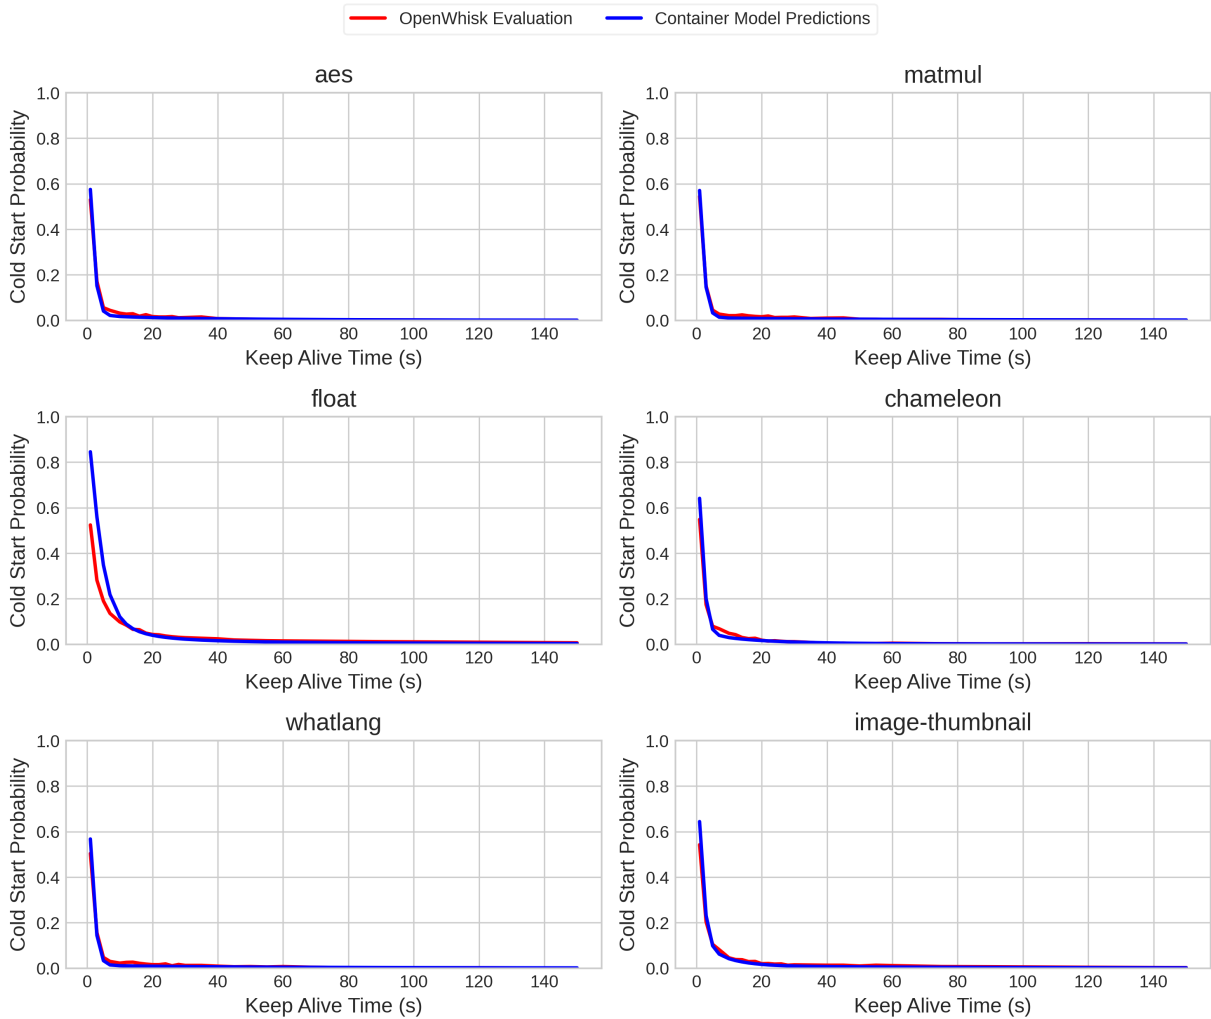 OpenWhisk Evaluation Container Model Predictions
aes
1.0
0.8
0.6
0.4
0.2
0.0
Cold Start Probability
0 20 40 60 80 100 120 140
Keep Alive Time (s)
matmul
1.0
0.8
0.6
0.4
0.2
0.0
Cold Start Probability
0 20 40 60 80 100 120 140
Keep Alive Time (s)
float
1.0
0.8
0.6
0.4
0.2
0.0
Cold Start Probability
0 20 40 60 80 100 120 140
Keep Alive Time (s)
chameleon
1.0
0.8
0.6
0.4
0.2
0.0
Cold Start Probability
0 20 40 60 80 100 120 140
Keep Alive Time (s)
whatlang
1.0
0.8
0.6
0.4
0.2
0.0
Cold Start Probability
0 20 40 60 80 100 120 140
Keep Alive Time (s)
image-thumbnail
1.0
0.8
0.6
0.4
0.2
0.0
Cold Start Probability
0 20 40 60 80 100 120 140
Keep Alive Time (s)